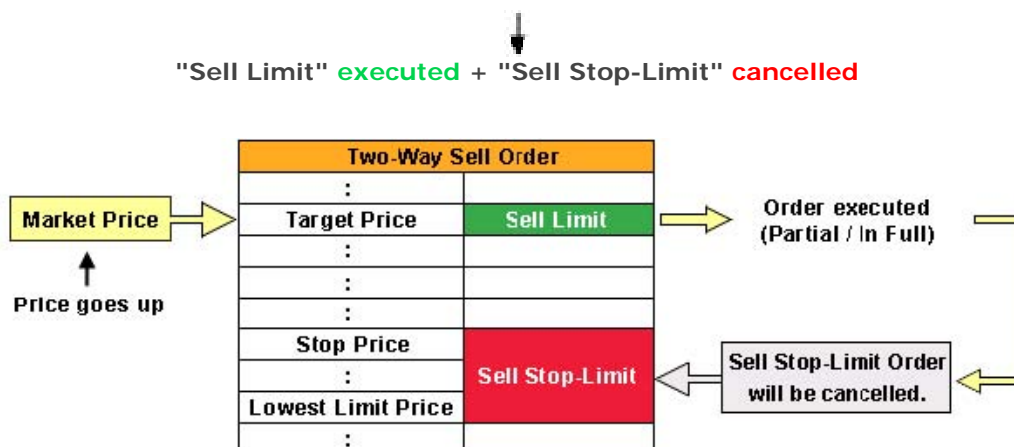 "Sell Limit" executed + "Sell Stop-Limit" cancelled
Two-Way Sell Order
:
Market Price
Target Price
Sell Limit
Order executed
(Partial / In Full)
:
:
Price goes up
:
Stop Price
:
Sell Stop-Limit
Sell Stop-Limit Order
will be cancelled.
Lowest Limit Price
: